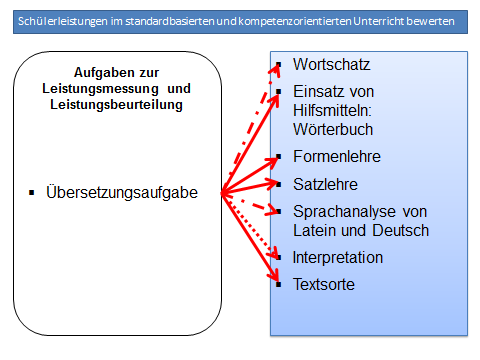 Schülerleistungen im standardbasierten und kompetenzorientierten Unterricht bewerten
Aufgaben zur
Leistungsmessung und
Leistungsbeurteilung
▪ Übersetzungsaufgabe
▪ Wortschatz
▪ Einsatz von
Hilfsmitteln:
Wörterbuch
▪ Formenlehre
▪ Satzlehre
▪ Sprachanalyse von
Latein und Deutsch
▪ Interpretation
▪ Textsorte